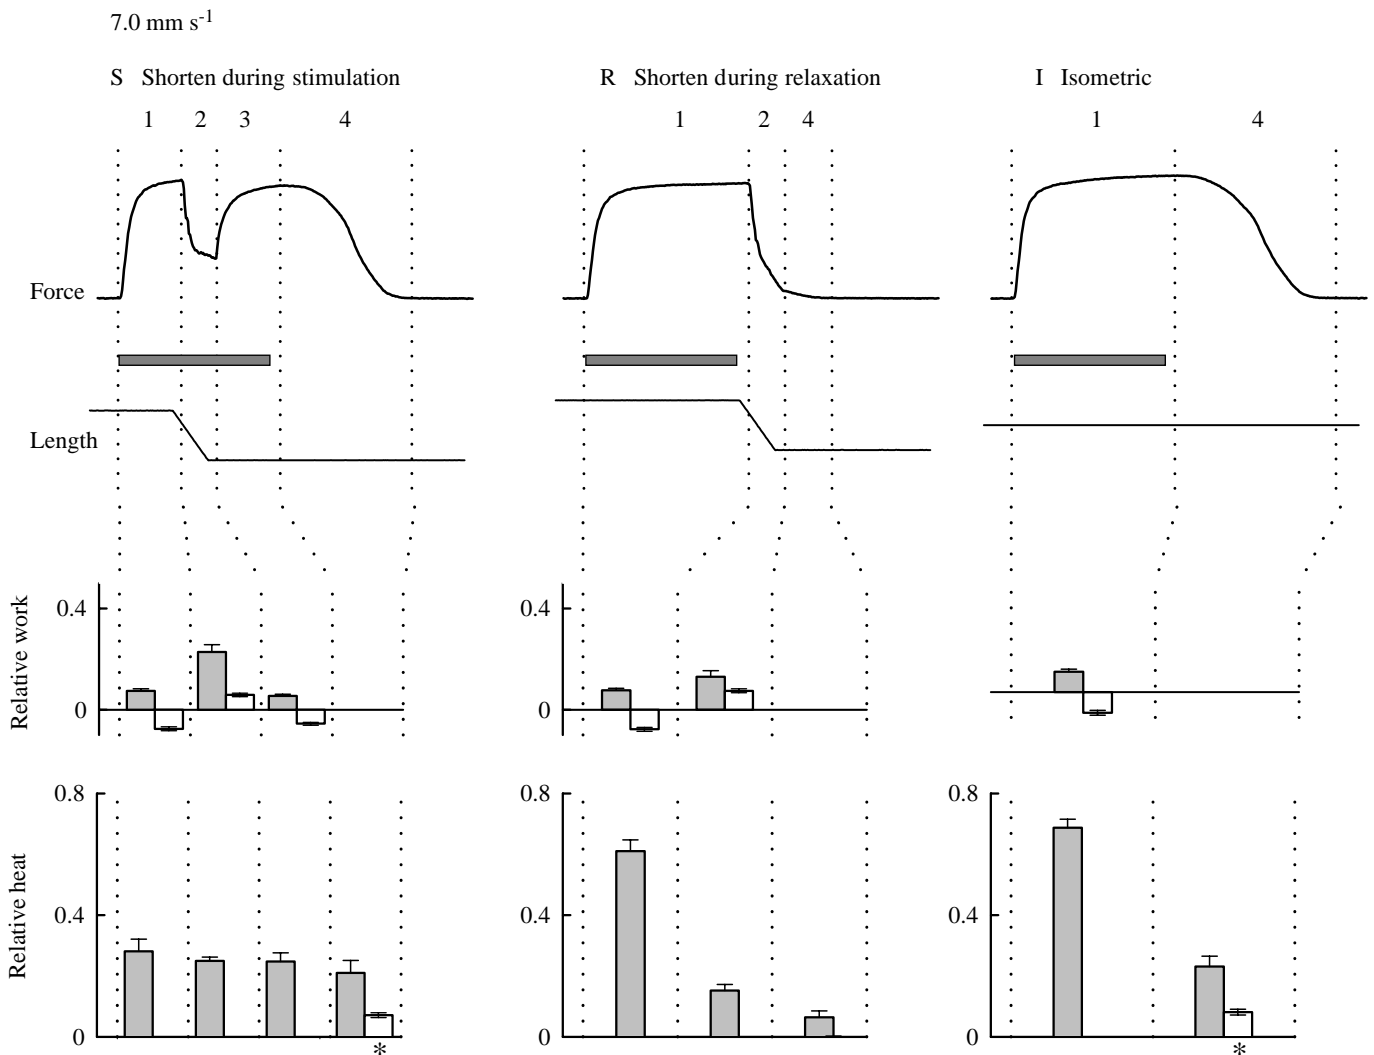 7.0 mm s-1
S Shorten during stimulation
R Shorten during relaxation
I Isometric
1 2 3 4
1 2 4
1 4
Force
Length
Relative work
0.4
0
0.4
0
Relative heat
0.8
0.4
0
0.8
0.4
0
0.8
0.4
0
*
*